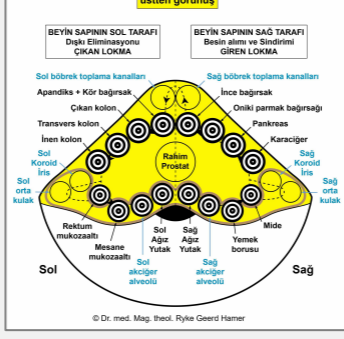 üstten görünüş
BEYİN SAPININ SOL TARAFI
Dışkı Eliminasyonu
ÇIKAN LOKMA
BEYİN SAPININ SAĞ TARAFI
Besin alımı ve Sindirimi
GİREN LOKMA
Sol böbrek toplama kanalları
Sağ böbrek toplama kanalları
Apandiks + Kör bağırsak
İnce bağırsak
Çıkan kolon
Oniki parmak bağırsağı
Transvers kolon
Pankreas
İnen kolon
Karaciğer
Rahim
Prostat
Sol
Koroid
İris
Sağ
Koroid
İris
Sol
orta
kulak
Sağ
orta
kulak
Rektum
mukozaaltı
Mesane
mukozaaltı
Sol
akciğer
alveolü
Sol
Ağız
Yutak
Sağ
Ağız
Yutak
Sağ
akciğer
alveolü
Yemek
borusu
Mide
Sol
Sağ
© Dr. med. Mag. theol. Ryke Geerd Hamer